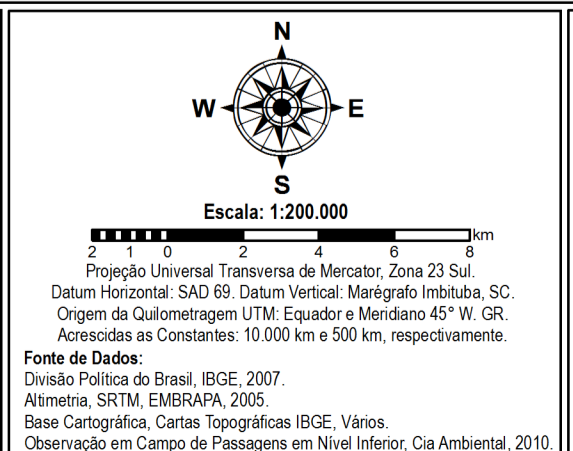 N
W E
S
Escala: 1:200.000
km
2 1 0 2 4 6 8
Projeção Universal Transversa de Mercator, Zona 23 Sul.
Datum Horizontal: SAD 69. Datum Vertical: Marégrafo Imbituba, SC.
Origem da Quilometragem UTM: Equador e Meridiano 45° W. GR.
Acrescidas as Constantes: 10.000 km e 500 km, respectivamente.
Fonte de Dados:
Divisão Política do Brasil, IBGE, 2007.
Altimetria, SRTM, EMBRAPA, 2005.
Base Cartográfica, Cartas Topográficas IBGE, Vários.
Observação em Campo de Passagens em Nível Inferior, Cia Ambiental, 2010.